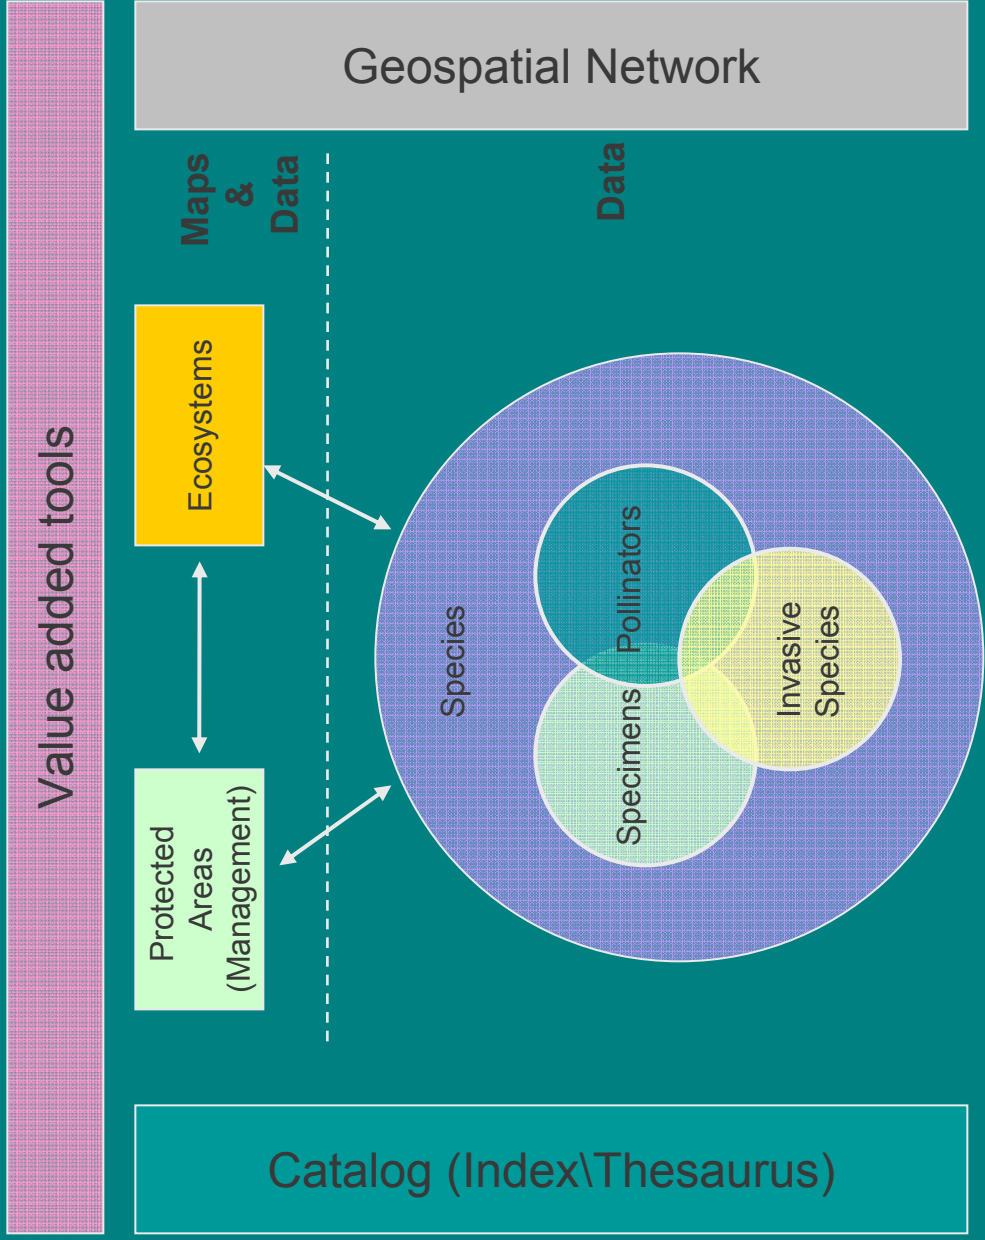 Value added tools
Protected
Areas
(Management)
Ecosystems
Maps
&
Data
Species
Specimens
Pollinators
Invasive
Species
Data
Catalog (Index\Thesaurus)
Geospatial Network